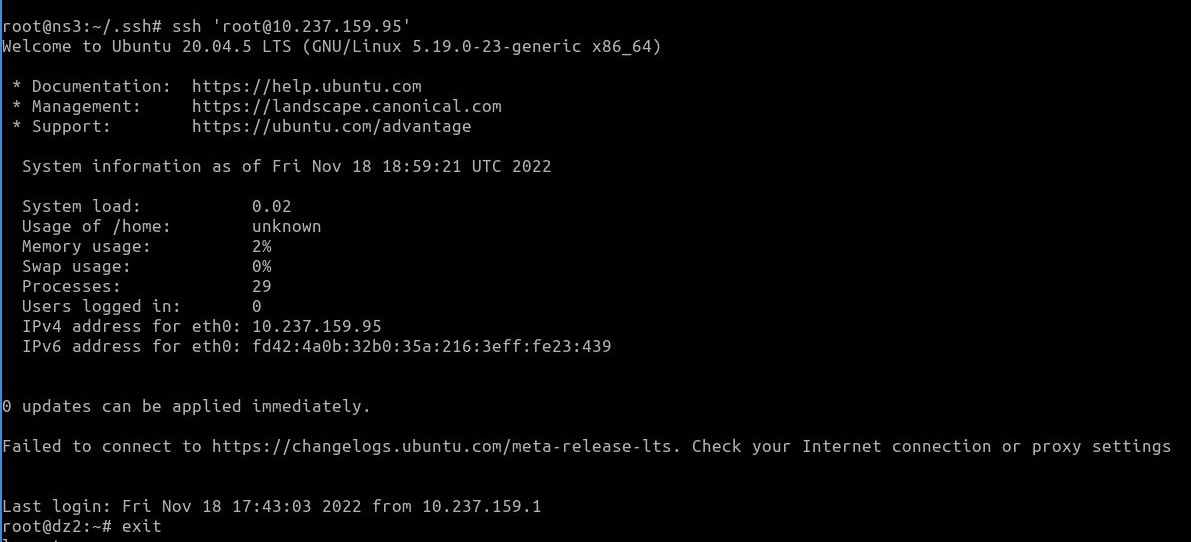 root@ns3:~/.ssh# ssh 'root@10.237.159.95'
Welcome to Ubuntu 20.04.5 LTS (GNU/Linux 5.19.0-23-generic x86_64)
* Documentation: https://help.ubuntu.com
* Management: https://landscape.canonical.com
* Support: https://ubuntu.com/advantage
System information as of Fri Nov 18 18:59:21 UTC 2022
System load: 0.02
Usage of /home: unknown
Memory usage: 2%
Swap usage: 0%
Processes: 29
Users logged in: 0
IPv4 address for eth0: 10.237.159.95
IPv6 address for eth0: fd42:4a0b:32b0:35a:216:3eff:fe23:439
0 updates can be applied immediately.
Failed to connect to https://changelogs.ubuntu.com/meta-release-lts. Check your Internet connection or proxy settings
Last login: Fri Nov 18 17:43:03 2022 from 10.237.159.1
root@dz2:~# exit